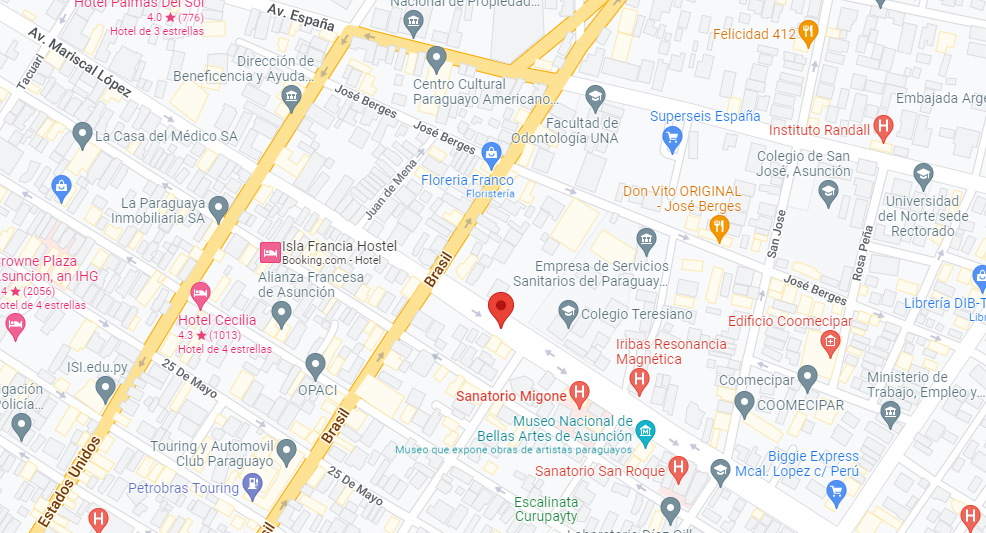 Hotel Palmas Del Sol
4.0 ★ (776)
Hotel de 3 estrellas
Av. España
Nacional de Propiedad...
Felicidad 412
Av. Mariscal López
Tacuari
Dirección de
Beneficencia y Ayuda...
Centro Cultural
Paraguayo Americano...
José Berges
José Berges
Facultad de
Odontología UNA
Superseis España
Embajada Arge
Instituto Randall
La Casa del Médico SA
Colegio de San
José, Asunción
Juan de Mena
Floreria Franco
Floristería
Don Vito ORIGINAL
- José Berges
Universidad
del Norte sede
Rectorado
La Paraguaya
Inmobiliaria SA
San Jose
Rosa Peña
Isla Francia Hostel
Booking.com - Hotel
Crowne Plaza
Asuncion, an IHG
4 ★ (2056)
Hotel de 4 estrellas
Alianza Francesa
de Asunción
Brasil
Empresa de Servicios
Sanitarios del Paraguay...
José Berges
Librería DIB-T
Libr
Hotel Cecilia
4.3 ★ (1013)
Hotel de 4 estrellas
Colegio Teresiano
Edificio Coomecipar
Iribas Resonancia
Magnética
ISI.edu.py
25 De Mayo
OPACI
Coomecipar
COOMECIPAR
Ministerio de
Trabajo, Empleo y...
gación
Policía...
Sanatorio Migone
Brasil
Museo Nacional de
Bellas Artes de Asunción
Museo que expone obras de artistas paraguayos
Touring y Automovil
Club Paraguayo
Estados Unidos
25 de Mayo
Sanatorio San Roque
Biggie Express
Mcal. Lopez c/ Perú
Petrobras Touring
Escalinata
Curupayty
Laboratorio Díaz Gill